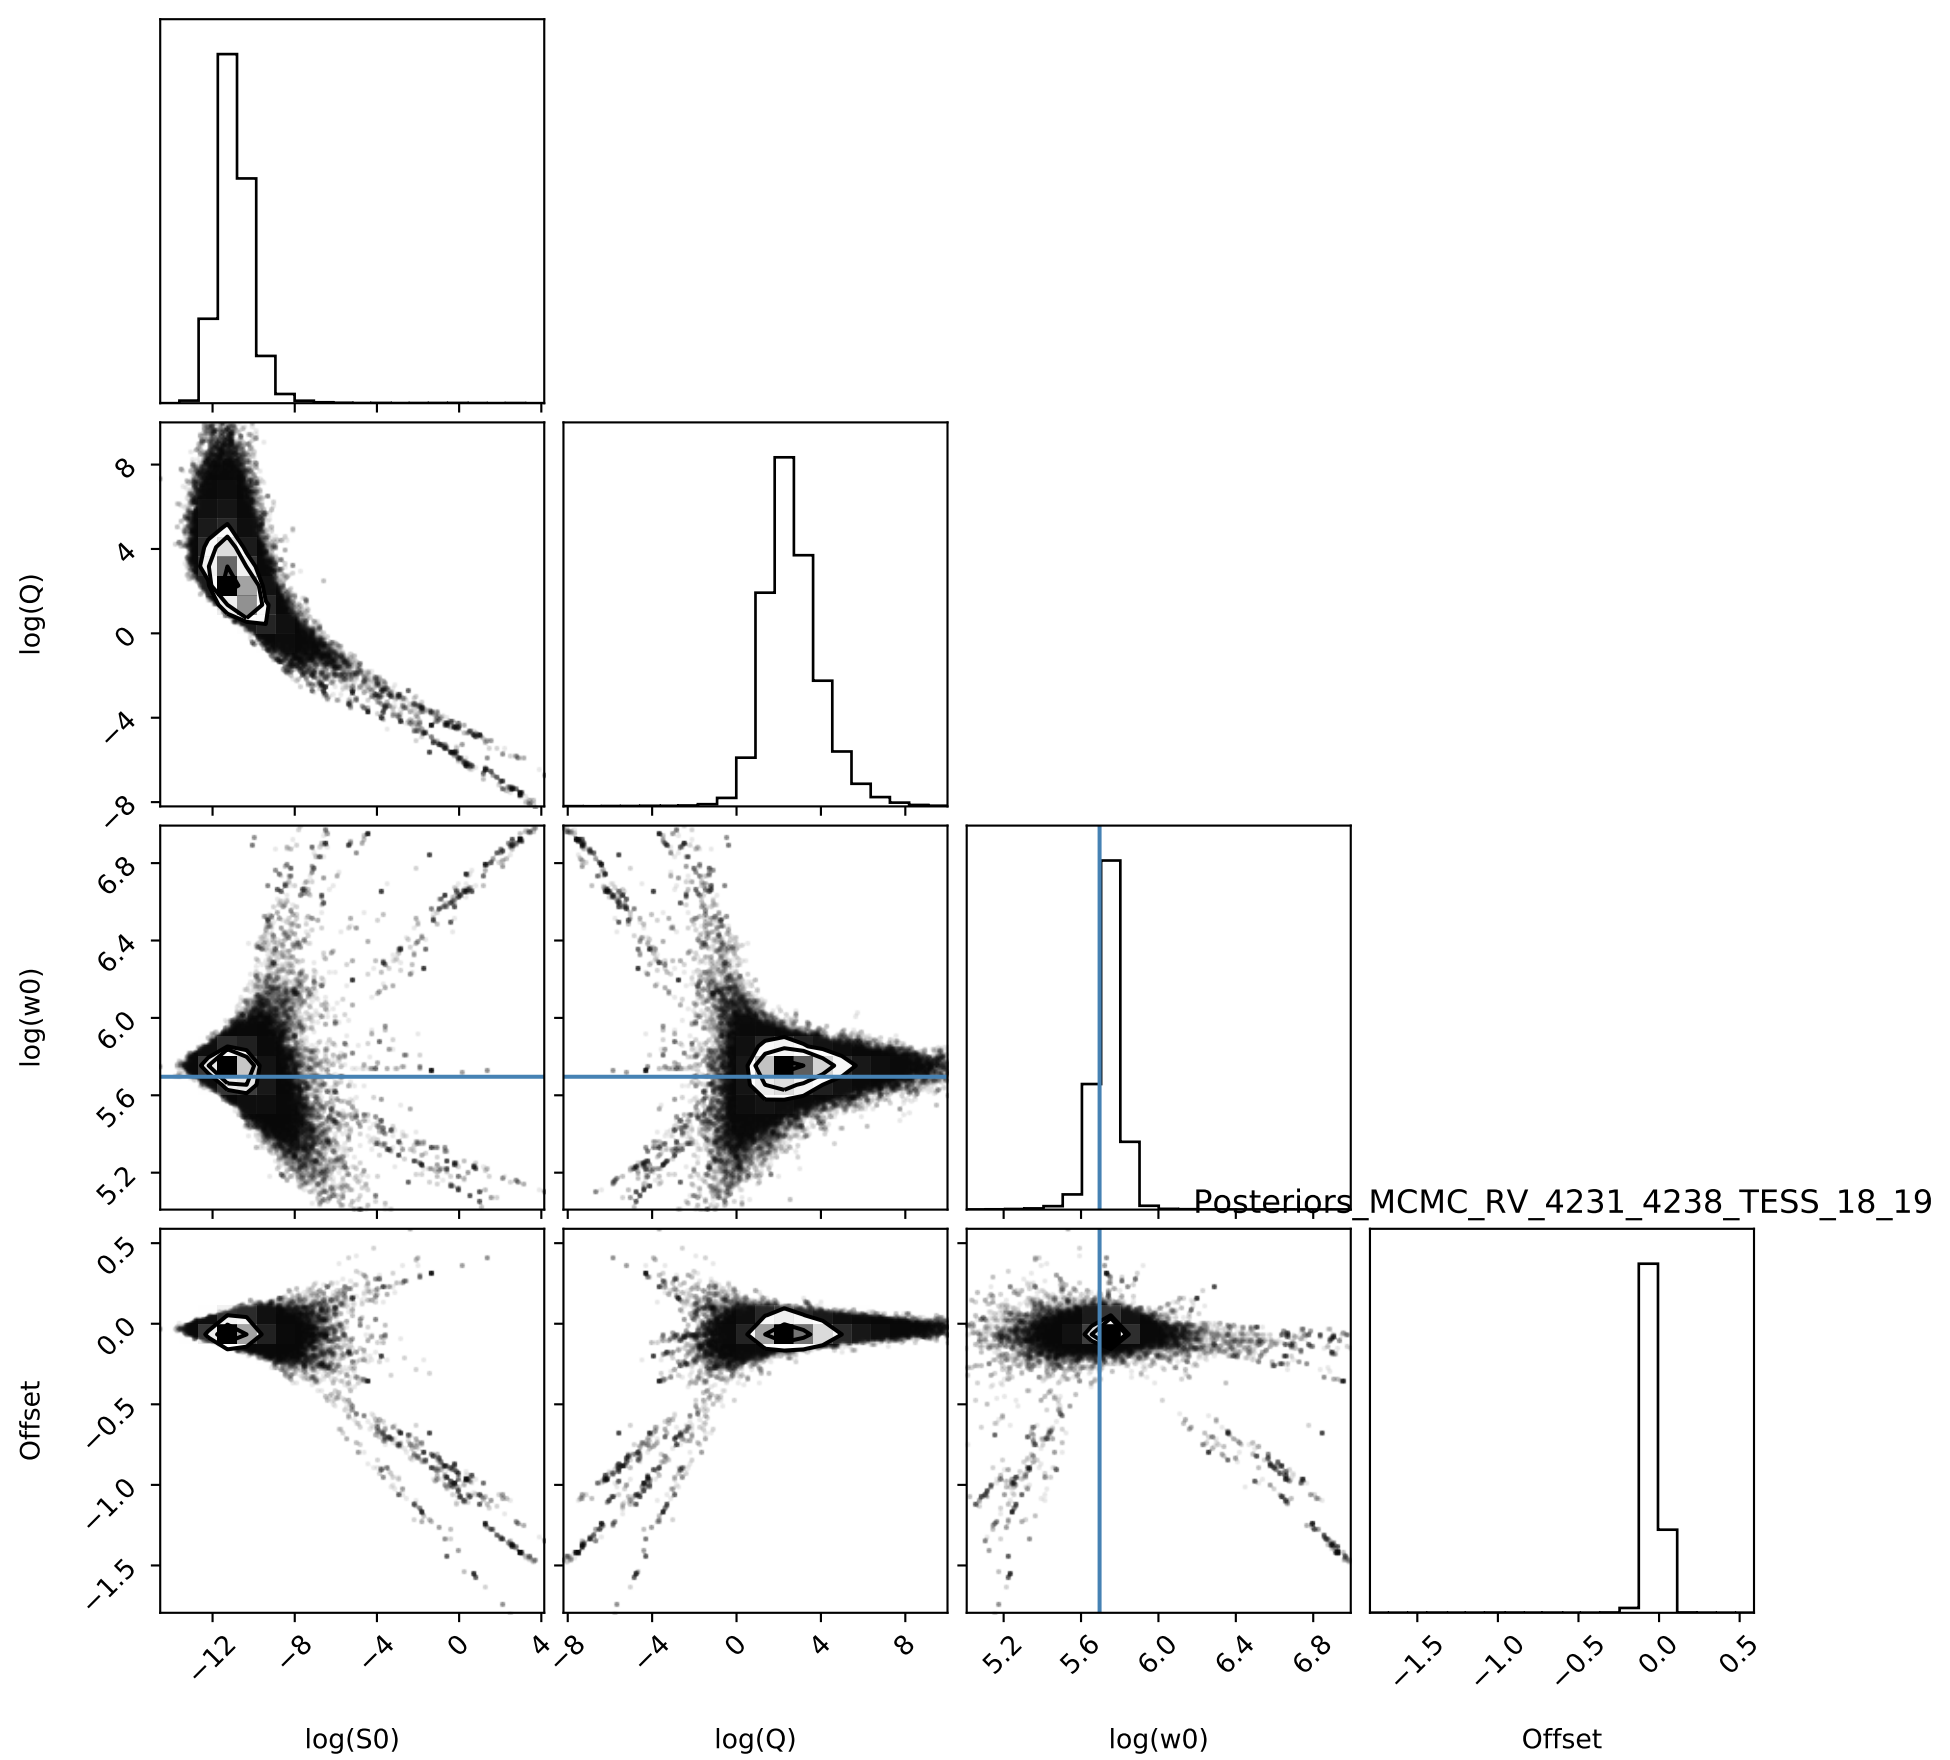 8
4
0
−4
−8
log(Q)
6.8
6.4
6.0
5.6
5.2
log(w0)
Posteriors_MCMC_RV_4231_4238_TESS_18_19
0.5
0.0
−0.5
−1.0
−1.5
Offset
−12 −8 −4 0 4 −8 −4 0 4 8 5.2 5.6 6.0 6.4 6.8 −1.5 −1.0 −0.5 0.0 0.5
log(S0) log(Q) log(w0) Offset